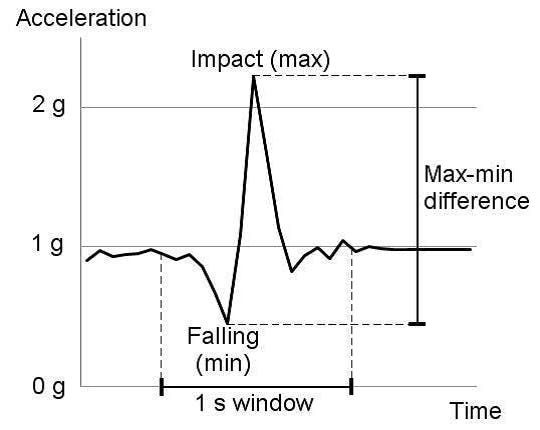 Acceleration
Impact (max)
2 g
Max-min
difference
1 g
Falling
(min)
0 g
1 s window
Time